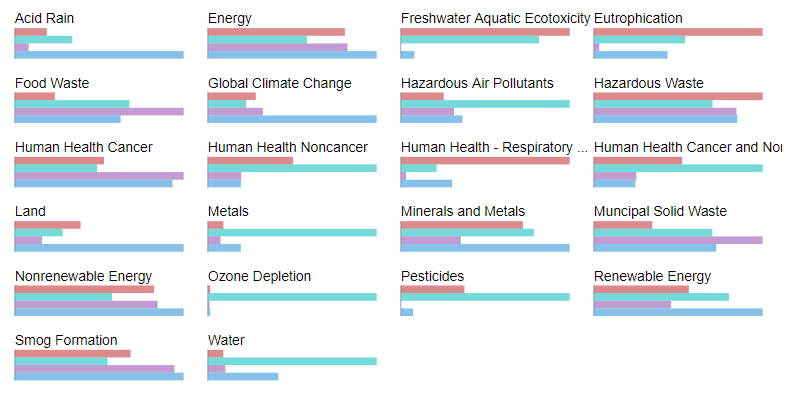 Acid Rain
Energy
Freshwater Aquatic Ecotoxicity
Eutrophication
Food Waste
Global Climate Change
Hazardous Air Pollutants
Hazardous Waste
Human Health Cancer
Human Health Noncancer
Human Health - Respiratory ...
Human Health Cancer and Non
Land
Metals
Minerals and Metals
Muncipal Solid Waste
Nonrenewable Energy
Ozone Depletion
Pesticides
Renewable Energy
Smog Formation
Water